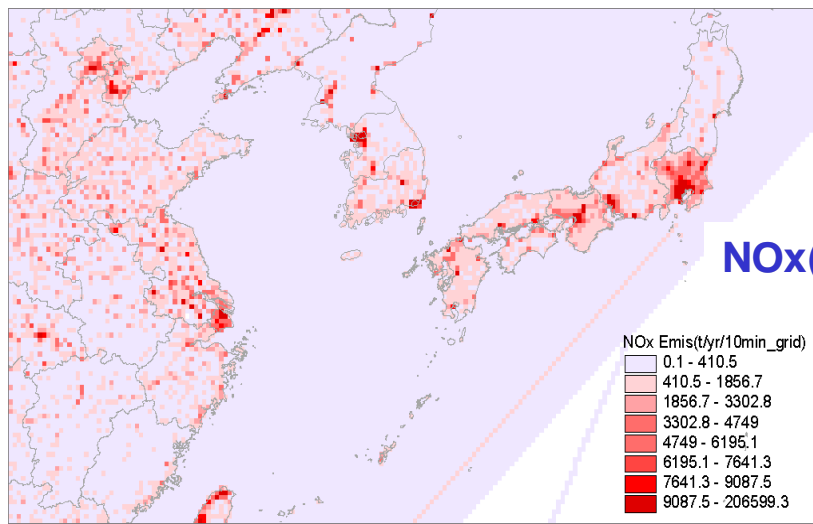 NOx(
NOx Emis(t/yr/10min_grid)
0.1 - 410.5
410.5 - 1856.7
1856.7 - 3302.8
3302.8 - 4749
4749 - 6195.1
6195.1 - 7641.3
7641.3 - 9087.5
9087.5 - 206599.3